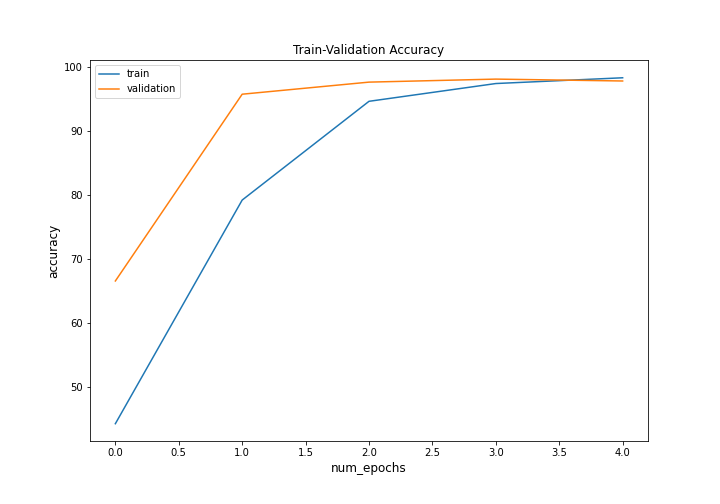 Train-Validation Accuracy
train
validation
accuracy
100
90
80
70
60
50
0.0 0.5 1.0 1.5 2.0 2.5 3.0 3.5 4.0
num_epochs